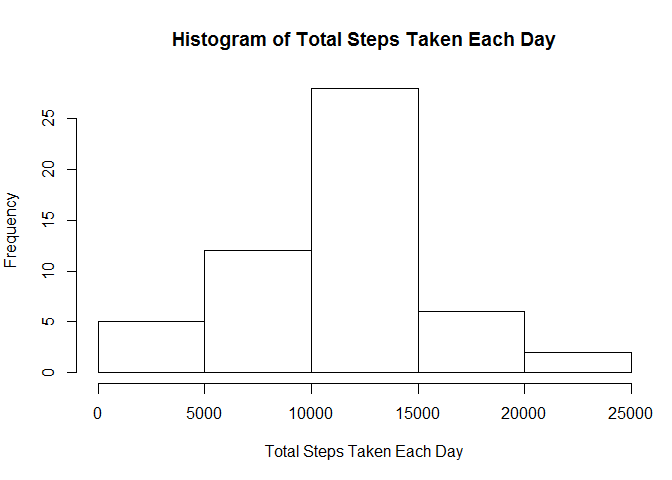 Histogram of Total Steps Taken Each Day
Frequency
25
20
15
10
5
0
0 5000 10000 15000 20000 25000
Total Steps Taken Each Day